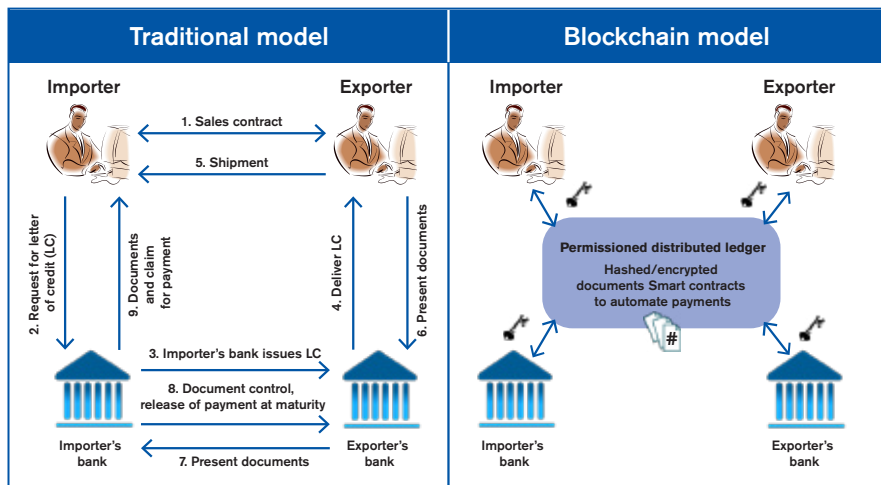 Traditional model
Importer
Exporter
1. Sales contract
5. Shipment
2. Request for letter
of credit (LC)
9. Documents
and claim
for payment
4. Deliver LC
6. Present documents
3. Importer's bank issues LC
8. Document control,
release of payment at maturity
7. Present documents
Importer's
bank
Exporter's
bank
Blockchain model
Importer
Exporter
Permissioned distributed ledger
Hashed/encrypted
documents Smart contracts
to automate payments
#
Importer's
bank
Exporter's
bank